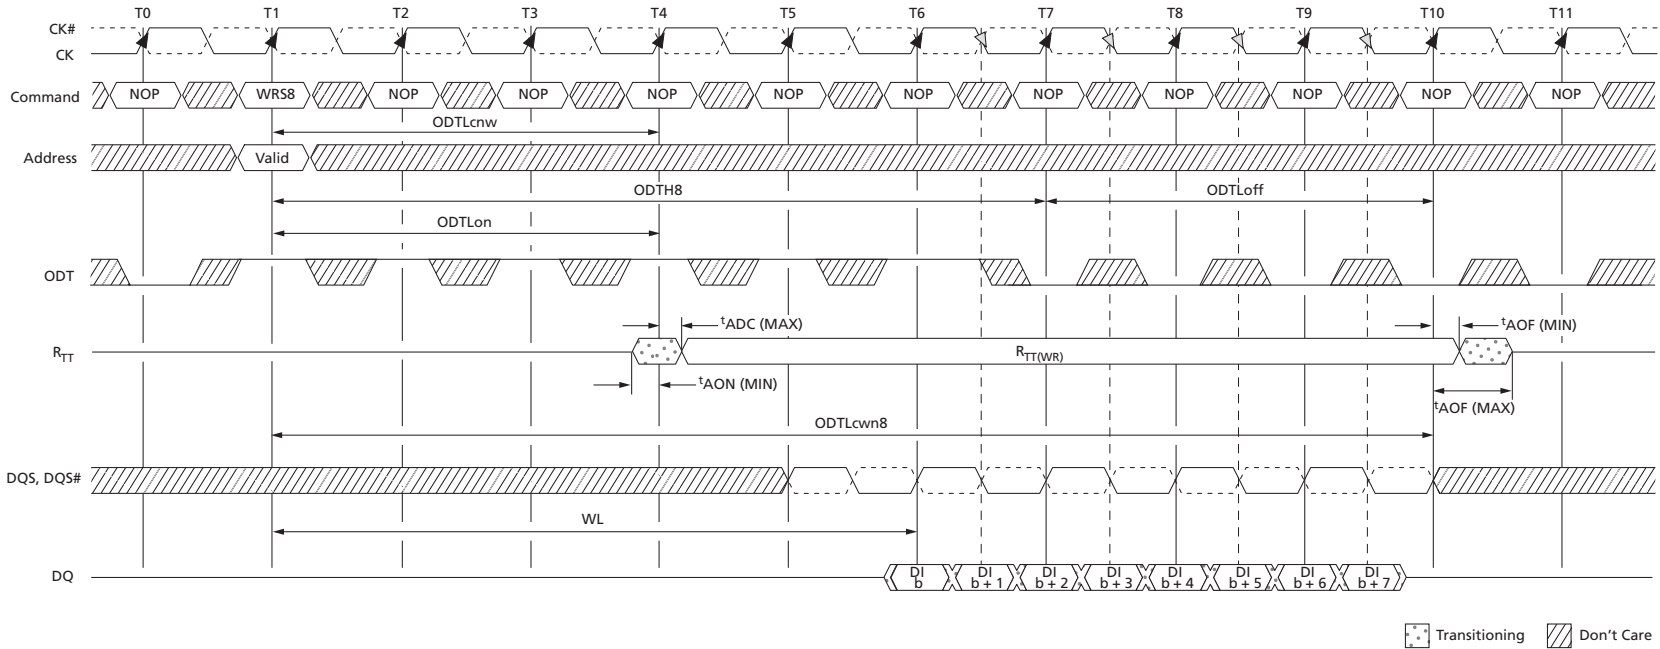 T0 T1 T2 T3 T4 T5 T6 T7 T8 T9 T10 T11
CK#
CK
Command NOP WRS8 NOP NOP NOP NOP NOP NOP NOP NOP NOP NOP
ODTLcnw
Address Valid
ODTH8 ODTLoff
ODTLon
ODT
tADC (MAX) tAOF (MIN)
RTT RTT(WR)
tAON (MIN)
tAOF (MAX)
ODTLcwn8
DQS, DQS#
WL
DQ DI b DI b + 1 DI b + 2 DI b + 3 DI b + 4 DI b + 5 DI b + 6 DI b + 7
Transitioning Don't Care